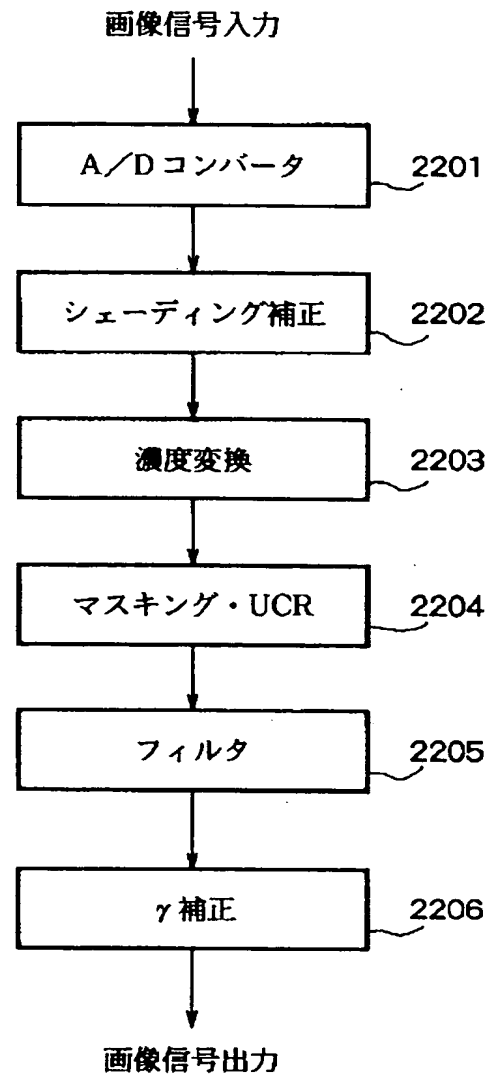 画像信号入力
A／Dコンバータ 2201
シェーディング補正 2202
濃度変換 2203
マスキング・UCR 2204
フィルタ 2205
γ補正 2206
画像信号出力